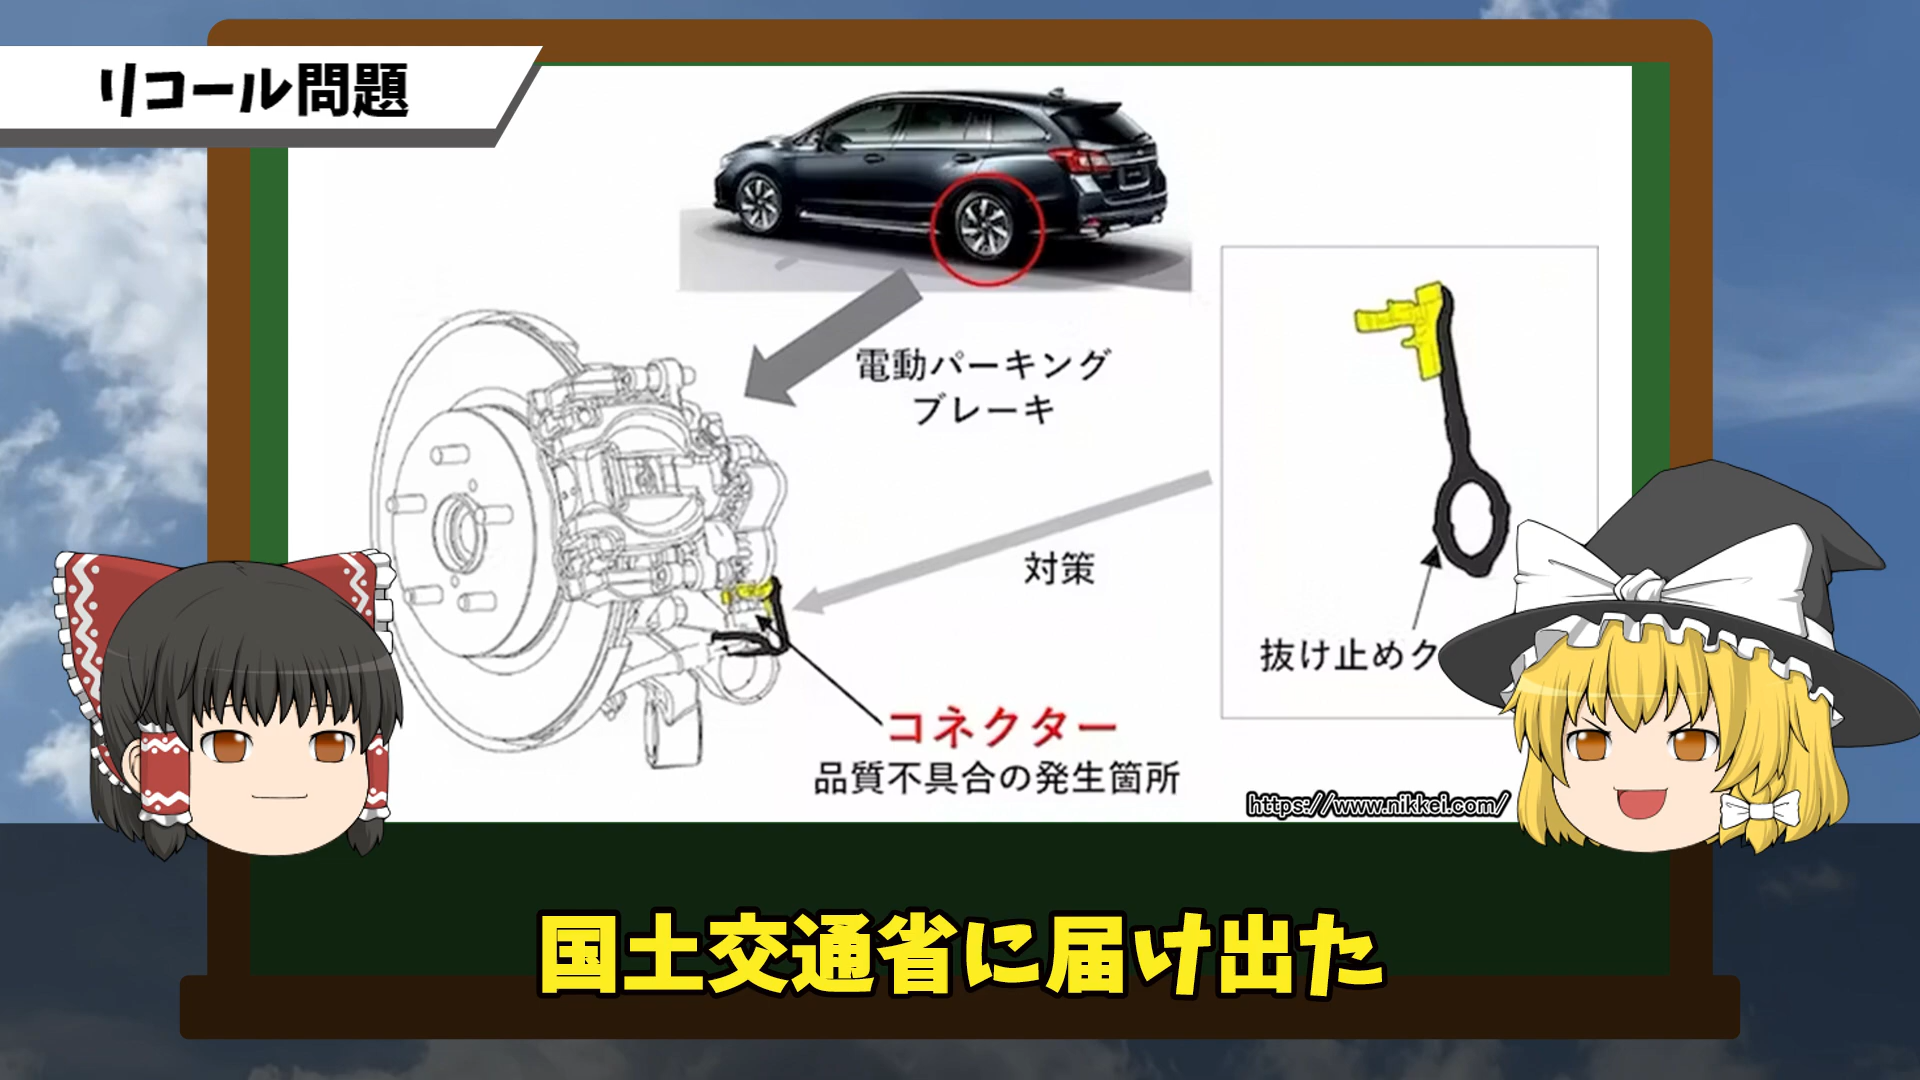 リコール問題
電動パーキング
ブレーキ
対策
抜け止めク
コネクター
品質不具合の発生箇所
https://www.nikkei.com/
国土交通省に届け出た